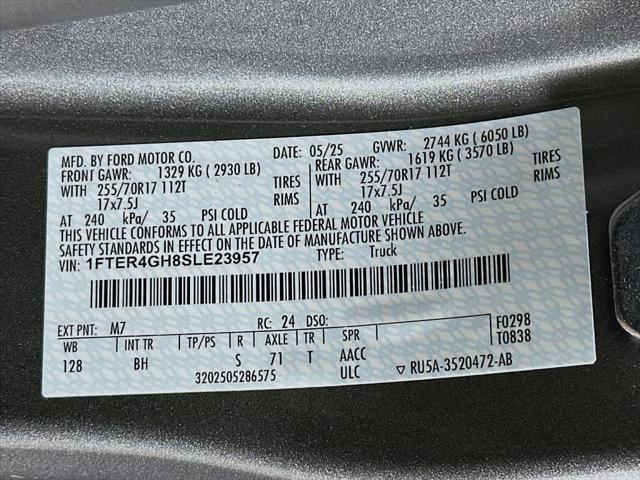 MFD. BY FORD MOTOR CO. DATE: 05/25 GVWR: 2744 KG ( 6050 LB)
FRONT GAWR: 1329 KG ( 2930 LB) REAR GAWR: 1619 KG ( 3570 LB)
WITH 255/70R17 112T TIRES WITH 255/70R17 112T TIRES
17x7.5J RIMS 17x7.5J RIMS
AT 240 kPa/ 35 PSI COLD AT 240 kPa/ 35 PSI COLD
THIS VEHICLE CONFORMS TO ALL APPLICABLE FEDERAL MOTOR VEHICLE
SAFETY STANDARDS IN EFFECT ON THE DATE OF MANUFACTURE SHOWN ABOVE.
VIN: 1FTER4GH8SLE23957 TYPE: Truck
EXT PNT: M7 RC: 24 DSO: F0298
WB INT TR TP/PS R AXLE TR SPR T0838
128 BH S 71 T AACC
3202505286575 ULC ▽ RU5A-3520472-AB